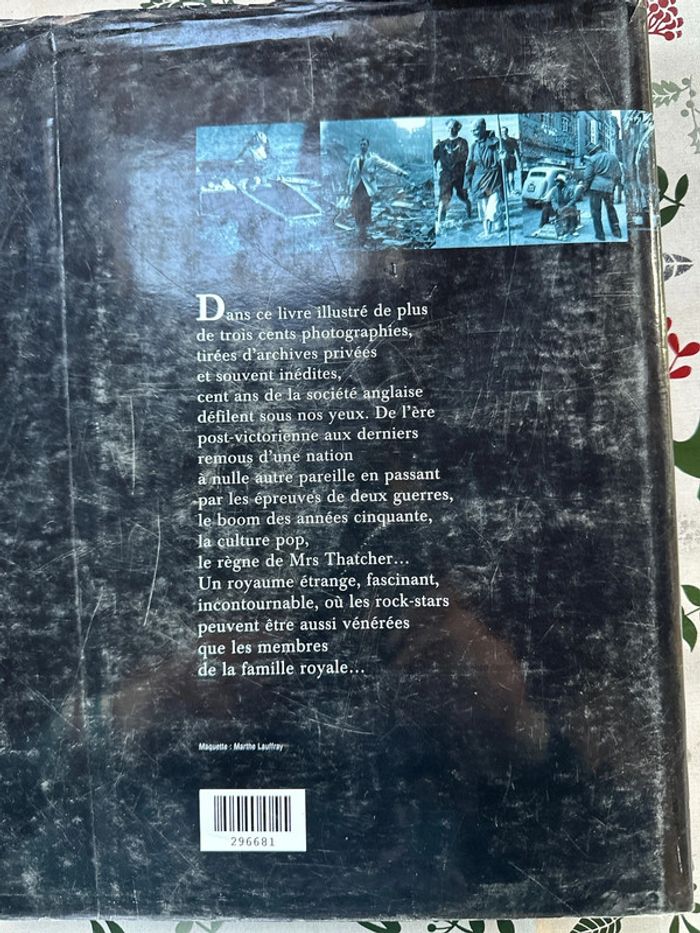 Dans ce livre illustré de plus
de trois cents photographies,
tirées d'archives privées
et souvent inédites,
cent ans de la société anglaise
défilent sous nos yeux. De l'ère
post-victorienne aux derniers
remous d'une nation
à nulle autre pareille en passant
par les épreuves de deux guerres,
le boom des années cinquante,
la culture pop,
le règne de Mrs Thatcher...
Un royaume étrange, fascinant,
incontournable, où les rock-stars
peuvent être aussi vénérées
que les membres
de la famille royale...
Maquette : Marthe Lauffray
296681